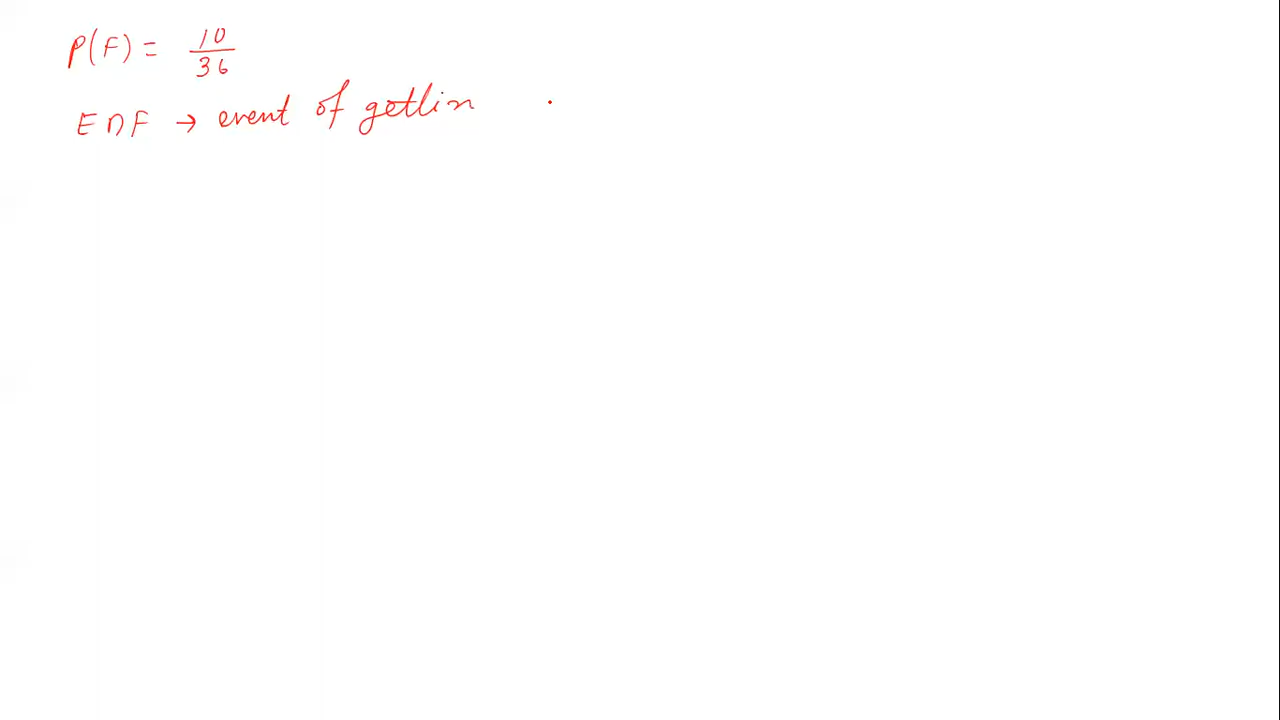 P(F) = 10/36
E ∩ F → event of gettin